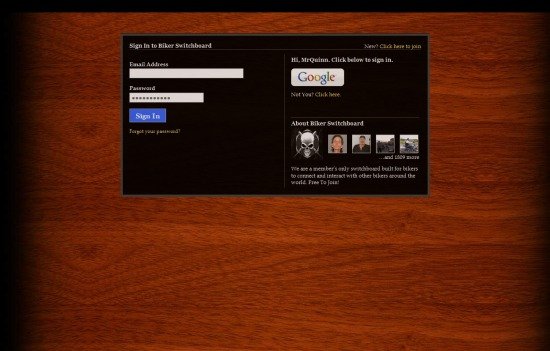 Sign In to Biker Switchboard
New? Click here to join
Email Address
Password
Sign In
Forgot your password?
Hi, MrQuinn. Click below to sign in.
Google
Not You? Click here.
About Biker Switchboard
...and 1809 more
We are a member's only switchboard built for bikers
to connect and interact with other bikers around the
world. Free To Join!